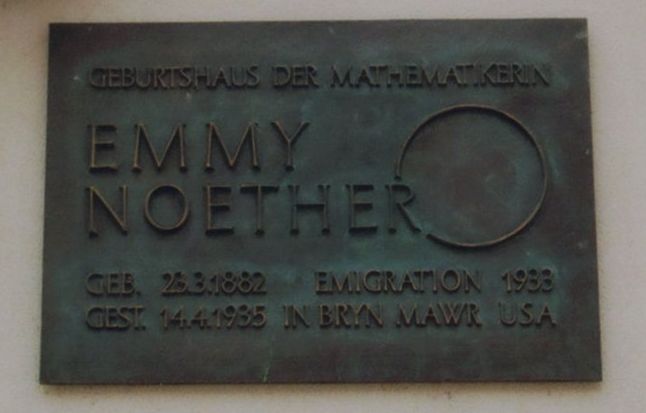 GEBURTSHAUS DER MATHEMATIKERIN
EMMY
NOETHER
GEB. 23.3.1882 EMIGRATION 1933
GEST. 14.4.1935 IN BRYN MAWR USA